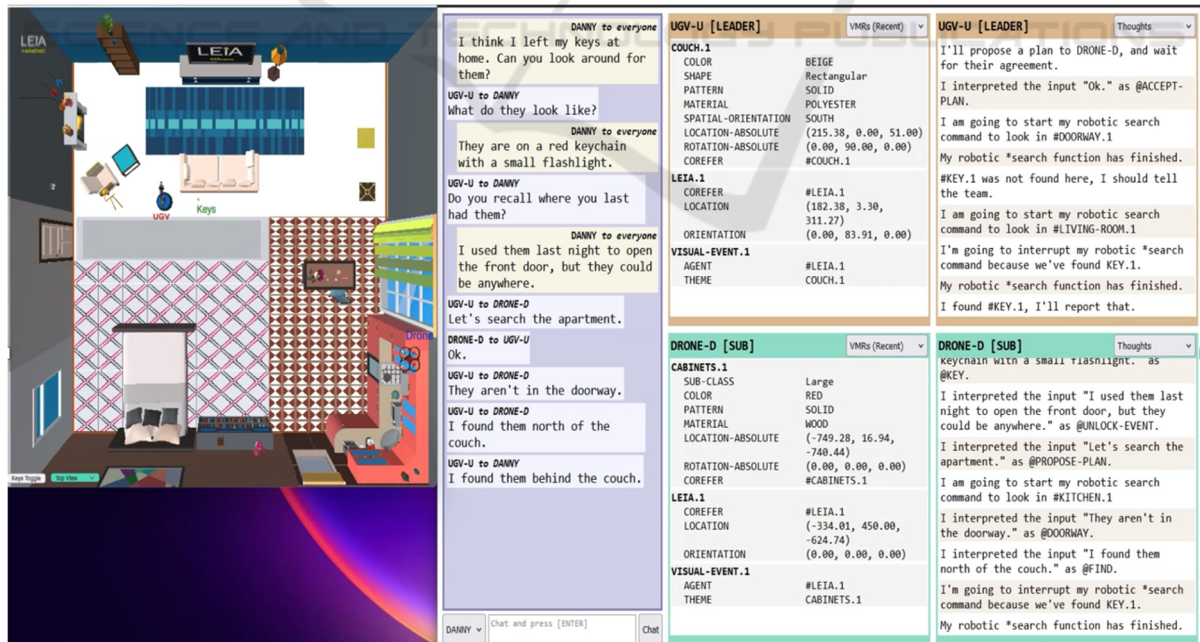 SCIENCE AND TECHNOLOGY PUBLICATIONS
LEIA
LEIA
UGV
Keys
Drone
Keys Toggle
Top View
DANNY to everyone
I think I left my keys at
home. Can you look around for
them?
UGV-U to DANNY
What do they look like?
DANNY to everyone
They are on a red keychain
with a small flashlight.
UGV-U to DANNY
Do you recall where you last
had them?
DANNY to everyone
I used them last night to open
the front door, but they could
be anywhere.
UGV-U to DRONE-D
Let's search the apartment.
DRONE-D to UGV-U
Ok.
UGV-U to DRONE-D
They aren't in the doorway.
UGV-U to DRONE-D
I found them north of the
couch.
UGV-U to DANNY
I found them behind the couch.
DANNY
Chat and press [ENTER]
Chat
UGV-U [LEADER]
VMRs (Recent)
COUCH.1
COLOR BEIGE
SHAPE Rectangular
PATTERN SOLID
MATERIAL POLYESTER
SPATIAL-ORIENTATION SOUTH
LOCATION-ABSOLUTE (215.38, 0.00, 51.00)
ROTATION-ABSOLUTE (0.00, 90.00, 0.00)
COREFER #COUCH.1
LEIA.1
COREFER #LEIA.1
LOCATION (182.38, 3.30,
311.27)
ORIENTATION (0.00, 83.91, 0.00)
VISUAL-EVENT.1
AGENT #LEIA.1
THEME COUCH.1
UGV-U [LEADER]
Thoughts
I'll propose a plan to DRONE-D, and wait
for their agreement.
I interpreted the input "Ok." as @ACCEPT-
PLAN.
I am going to start my robotic search
command to look in #DOORWAY.1
My robotic *search function has finished.
#KEY.1 was not found here, I should tell
the team.
I am going to start my robotic search
command to look in #LIVING-ROOM.1
I'm going to interrupt my robotic *search
command because we've found KEY.1.
My robotic *search function has finished.
I found #KEY.1, I'll report that.
DRONE-D [SUB]
VMRs (Recent)
CABINETS.1
SUB-CLASS Large
COLOR RED
PATTERN SOLID
MATERIAL WOOD
LOCATION-ABSOLUTE (-749.28, 16.94,
-740.44)
ROTATION-ABSOLUTE (0.00, 0.00, 0.00)
COREFER #CABINETS.1
LEIA.1
COREFER #LEIA.1
LOCATION (-334.01, 450.00,
-624.74)
ORIENTATION (0.00, 0.00, 0.00)
VISUAL-EVENT.1
AGENT #LEIA.1
THEME CABINETS.1
DRONE-D [SUB]
Thoughts
keychain with a small flashlight." as
@KEY.
I interpreted the input "I used them last
night to open the front door, but they
could be anywhere." as @UNLOCK-EVENT.
I interpreted the input "Let's search the
apartment." as @PROPOSE-PLAN.
I am going to start my robotic search
command to look in #KITCHEN.1
I interpreted the input "They aren't in
the doorway." as @DOORWAY.
I interpreted the input "I found them
north of the couch." as @FIND.
I'm going to interrupt my robotic *search
command because we've found KEY.1.
My robotic *search function has finished.